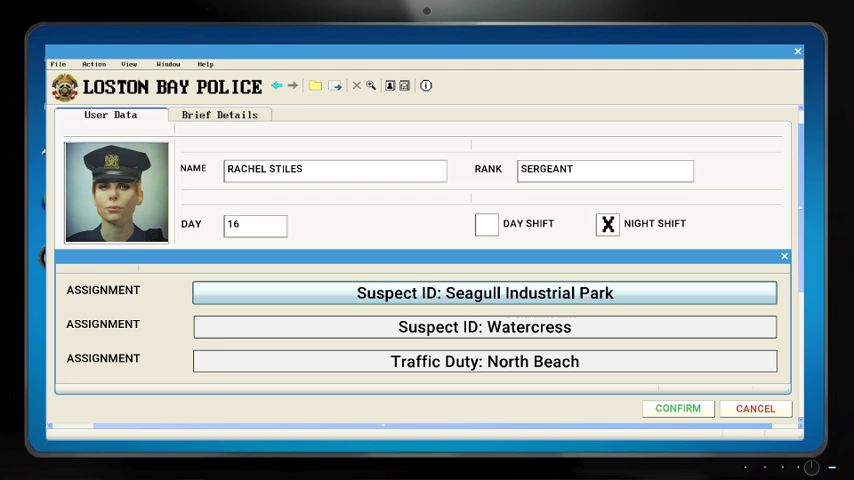 File Action View Window Help
LOSTON BAY POLICE
User Data Brief Details
NAME RACHEL STILES RANK SERGEANT
DAY 16 X DAY SHIFT NIGHT SHIFT
ASSIGNMENT Suspect ID: Seagull Industrial Park
ASSIGNMENT Suspect ID: Watercress
ASSIGNMENT Traffic Duty: North Beach
CONFIRM CANCEL